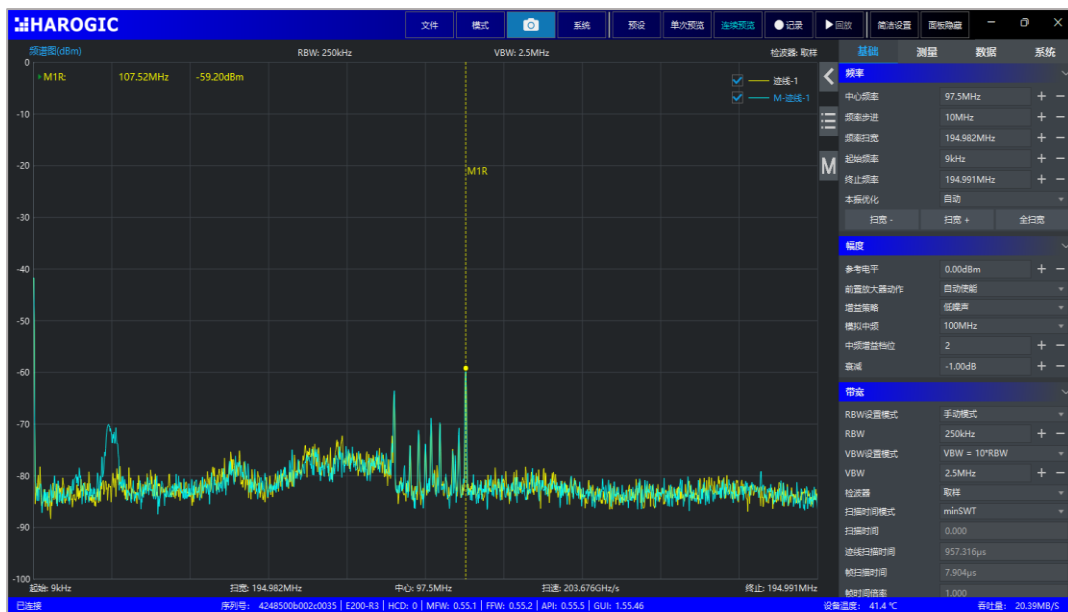 HAROGIC
文件 模式 系统 预设 单次预览 连续预览 记录 回放 简洁设置 面板隐藏
频谱图(dBm) RBW: 250kHz VBW: 2.5MHz 检波器: 取样
基础 测量 数据 系统
0
M1R: 107.52MHz -59.20dBm
迹线-1
M-迹线-1
M
M1R
-10
-20
-30
-40
-50
-60
-70
-80
-90
-100
起始: 9kHz 扫宽: 194.982MHz 中心: 97.5MHz 扫速: 203.676GHz/s 终止: 194.991MHz
频率
中心频率 97.5MHz + −
频率步进 10MHz + −
频率扫宽 194.982MHz + −
起始频率 9kHz + −
终止频率 194.991MHz + −
本振优化 自动
扫宽 - 扫宽 + 全扫宽
幅度
参考电平 0.00dBm + −
前置放大器动作 自动使能
增益策略 低噪声
模拟中频 100MHz
中频增益档位 2 + −
衰减 -1.00dB + −
带宽
RBW设置模式 手动模式
RBW 250kHz + −
VBW设置模式 VBW = 10*RBW
VBW 2.5MHz + −
检波器 取样
扫描时间模式 minSWT
扫描时间 0.000
迹线扫描时间 957.316μs
帧扫描时间 7.904μs
帧时间倍率 1.000
已连接 序列号: 4248500b002c0035 | E200-R3 | HCD: 0 | MFW: 0.55.1 | FFW: 0.55.2 | API: 0.55.5 | GUI: 1.55.46 设备温度: 41.4 ℃ 吞吐量: 20.39MB/S